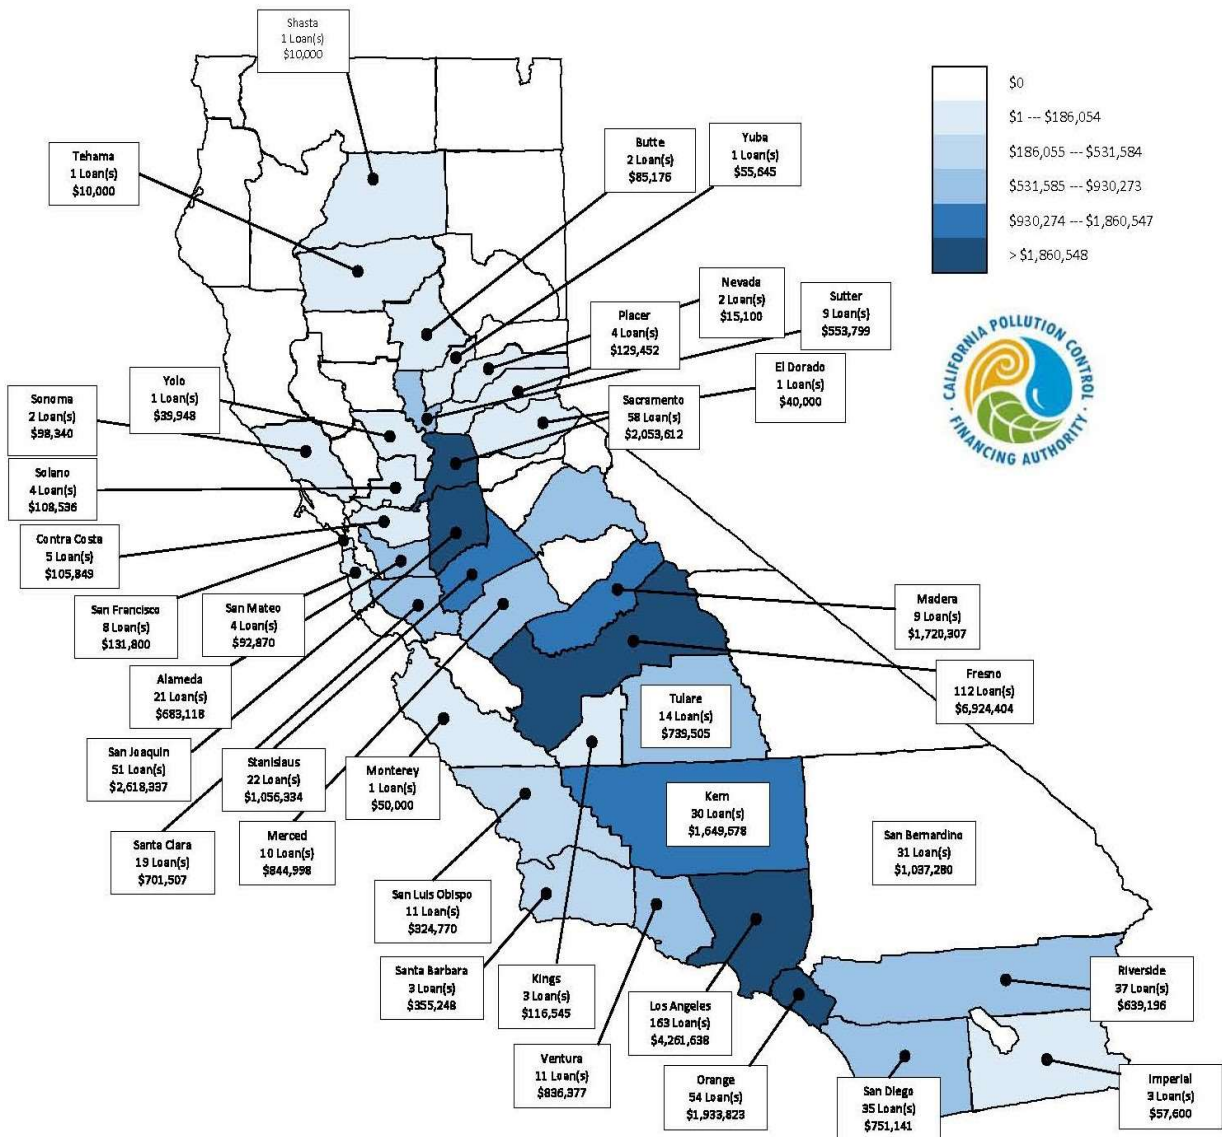 Shasta
1 Loan(s)
$10,000
$0
$1 --- $186,054
$186,055 --- $531,584
$531,585 --- $930,273
$930,274 --- $1,860,547
> $1,860,548
Tehama
1 Loan(s)
$10,000
Butte
2 Loan(s)
$85,176
Yuba
1 Loan(s)
$55,645
Nevada
2 Loan(s)
$15,100
Sutter
9 Loan(s)
$553,799
Placer
4 Loan(s)
$129,452
El Dorado
1 Loan(s)
$40,000
CALIFORNIA POLLUTION CONTROL
· FINANCING AUTHORITY ·
Sonoma
2 Loan(s)
$98,340
Yolo
1 Loan(s)
$39,948
Sacramento
58 Loan(s)
$2,053,612
Solano
4 Loan(s)
$108,536
Contra Costa
5 Loan(s)
$105,849
San Francisco
8 Loan(s)
$131,800
San Mateo
4 Loan(s)
$92,870
Madera
9 Loan(s)
$1,720,307
Alameda
21 Loan(s)
$683,118
Fresno
112 Loan(s)
$6,924,404
Tulare
14 Loan(s)
$739,505
San Joaquin
51 Loan(s)
$2,618,337
Stanislaus
22 Loan(s)
$1,056,334
Monterey
1 Loan(s)
$50,000
Kern
30 Loan(s)
$1,649,578
San Bernardino
31 Loan(s)
$1,037,280
Santa Clara
19 Loan(s)
$701,507
Merced
10 Loan(s)
$844,998
San Luis Obispo
11 Loan(s)
$324,770
Santa Barbara
3 Loan(s)
$355,248
Kings
3 Loan(s)
$116,545
Los Angeles
163 Loan(s)
$4,261,638
Riverside
37 Loan(s)
$639,196
Ventura
11 Loan(s)
$836,377
Orange
54 Loan(s)
$1,933,823
San Diego
35 Loan(s)
$751,141
Imperial
3 Loan(s)
$57,600